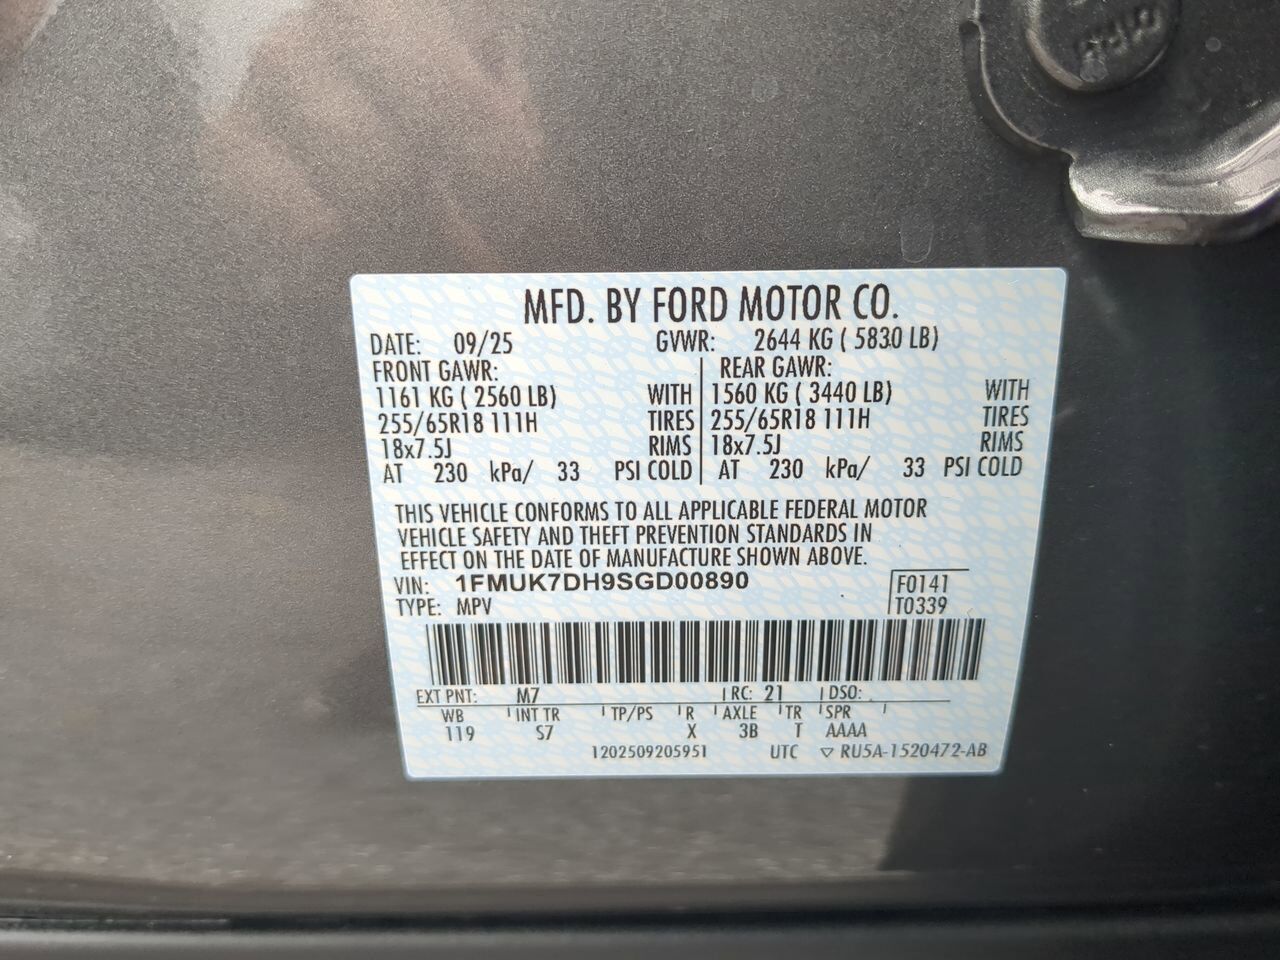 MFD. BY FORD MOTOR CO.
DATE: 09/25 GVWR: 2644 KG ( 5830 LB)
FRONT GAWR: REAR GAWR:
1161 KG ( 2560 LB) WITH 1560 KG ( 3440 LB) WITH
255/65R18 111H TIRES 255/65R18 111H TIRES
18x7.5J RIMS 18x7.5J RIMS
AT 230 kPa/ 33 PSI COLD AT 230 kPa/ 33 PSI COLD
THIS VEHICLE CONFORMS TO ALL APPLICABLE FEDERAL MOTOR
VEHICLE SAFETY AND THEFT PREVENTION STANDARDS IN
EFFECT ON THE DATE OF MANUFACTURE SHOWN ABOVE.
VIN: 1FMUK7DH9SGD00890 F0141
TYPE: MPV T0339
EXT PNT: M7 RC: 21 DSO:
WB INT TR TP/PS R AXLE TR SPR
119 S7 X 3B T AAAA
1202509205951 UTC ▽ RU5A-1520472-AB